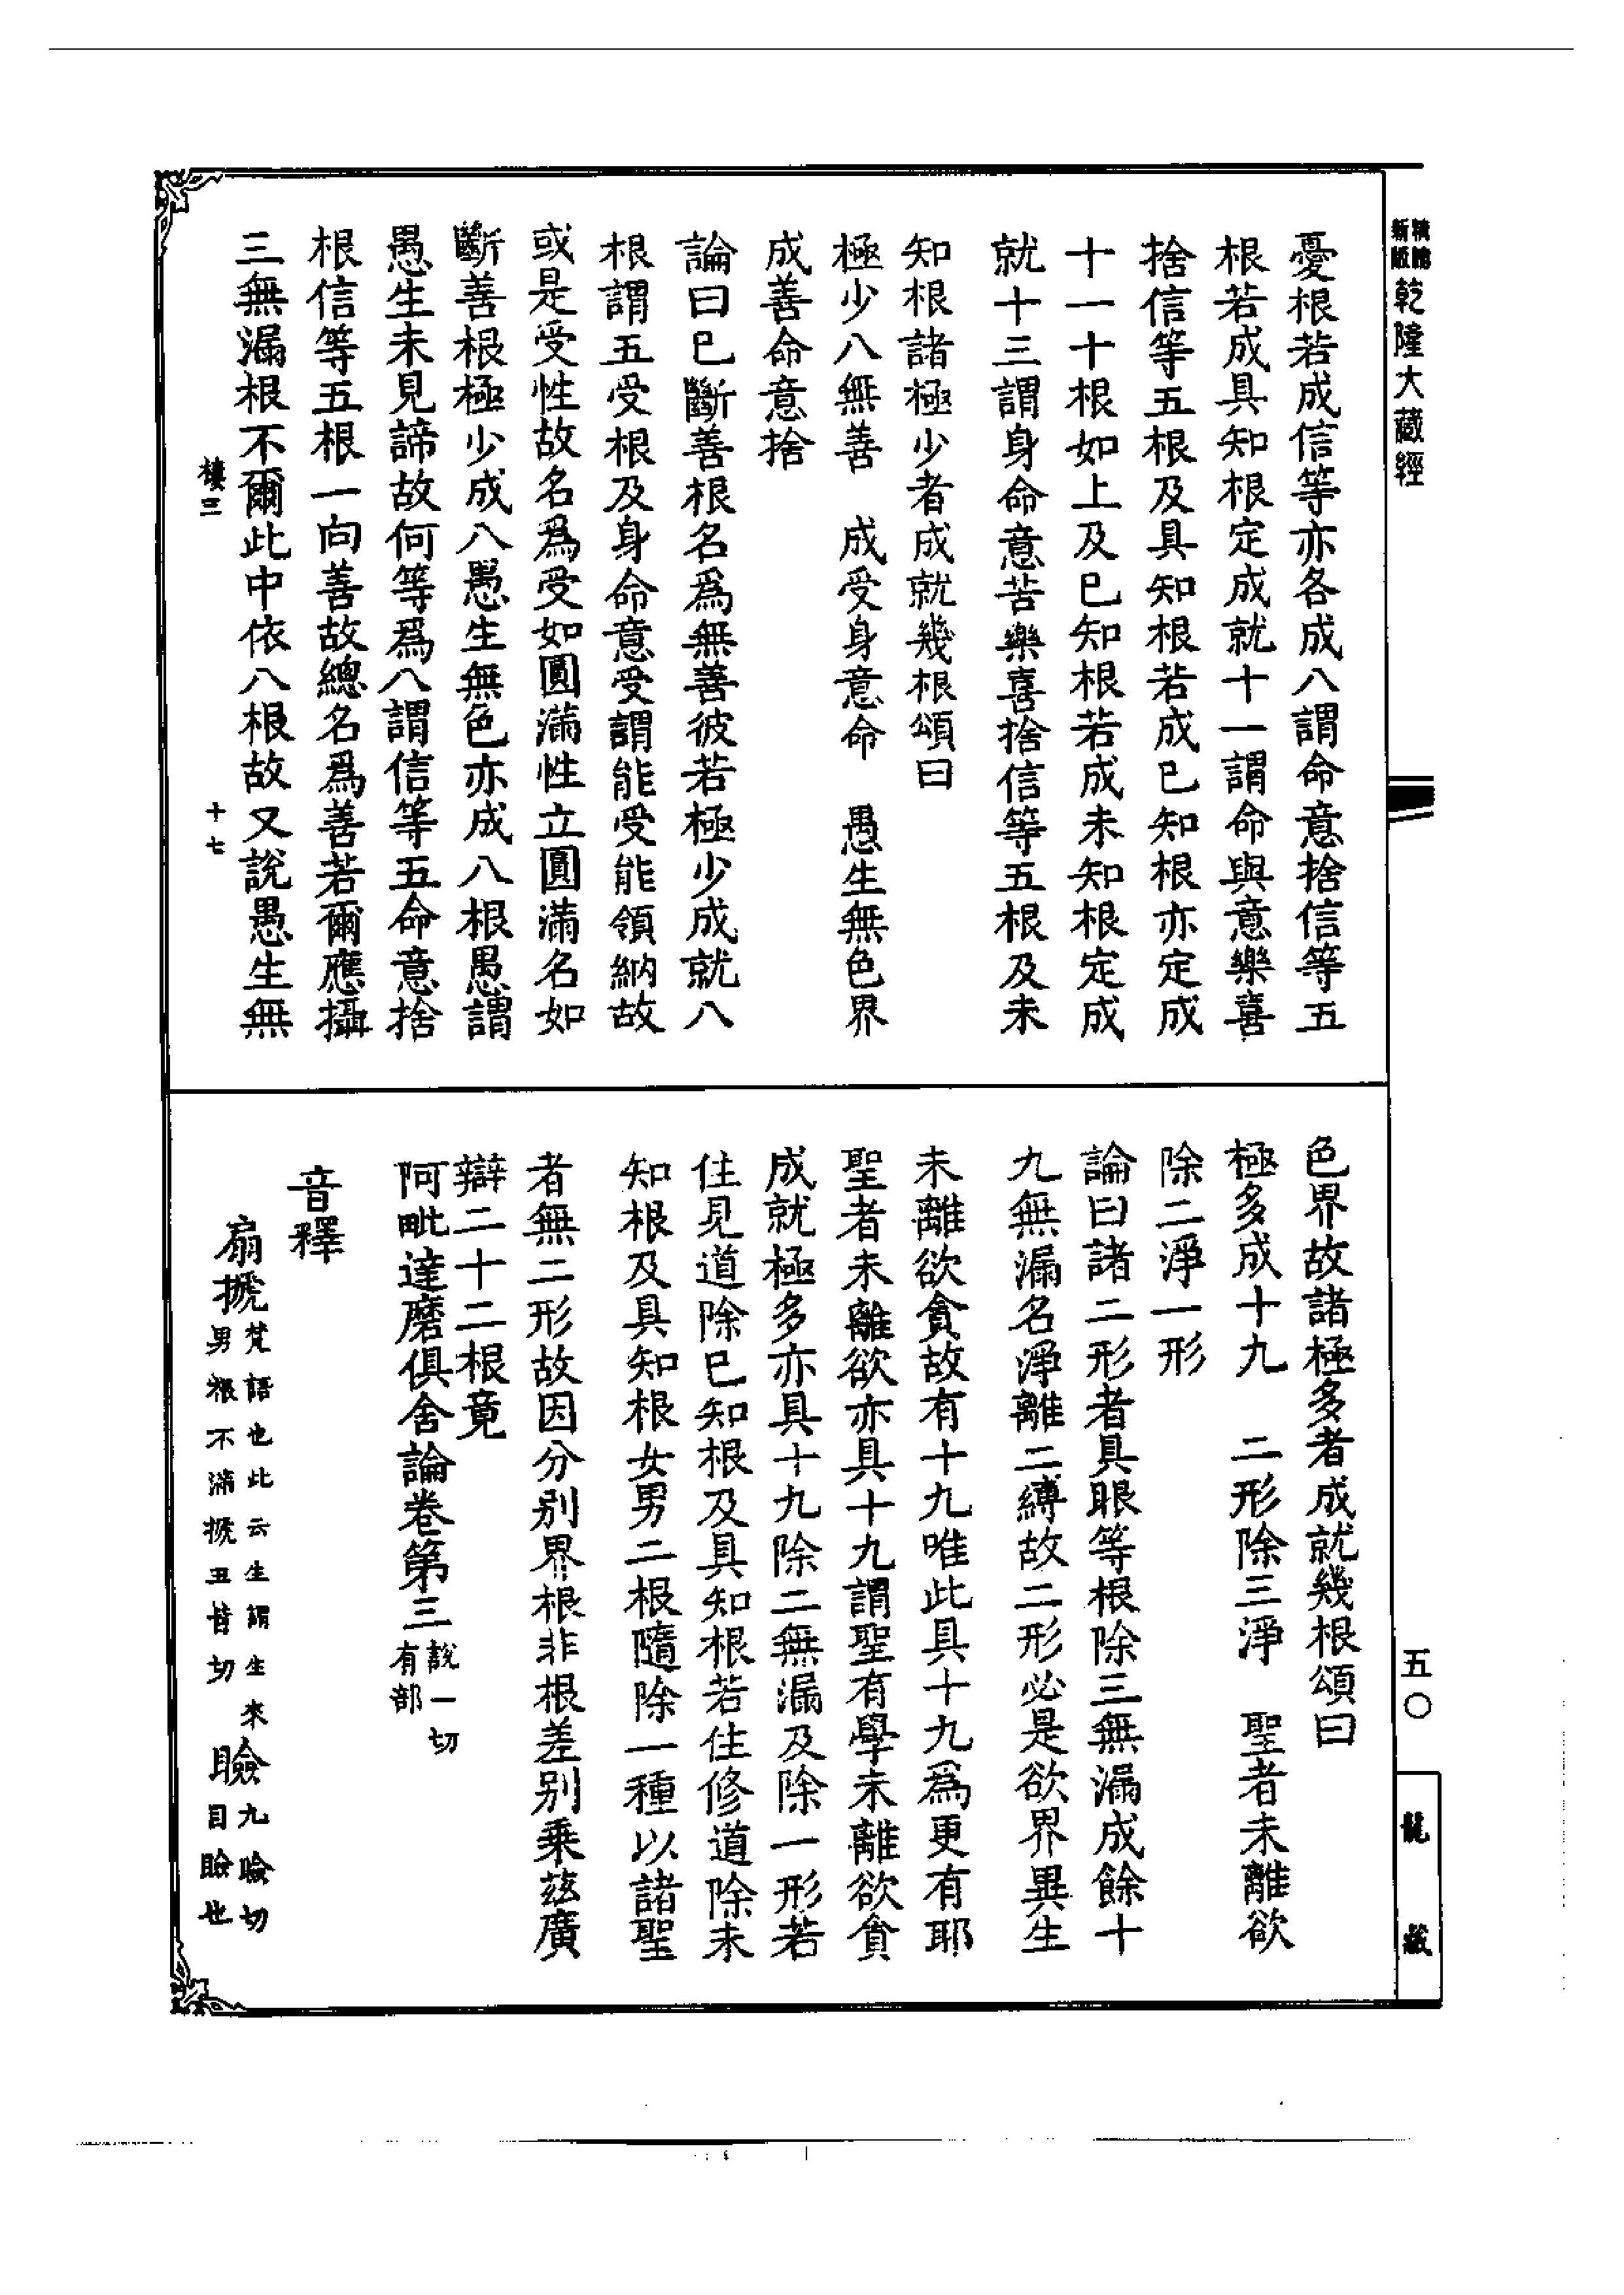 精縮
新版
乾隆大藏經
憂根若成信等亦各成八謂命意捨信等五
根若成具知根定成就十一謂命與意樂喜
捨信等五根及具知根若成已知根亦定成
十一十根如上及已知根若成未知根定成
就十三謂身命意苦樂喜捨信等五根及未
知根諸極少者成就幾根頌曰
極少八無善　成受身意命　愚生無色界
成善命意捨
論曰已斷善根名爲無善彼若極少成就八
根謂五受根及身命意受謂能受能領納故
或是受性故名爲受如圓滿性立圓滿名如
斷善根極少成八愚生無色亦成八根愚謂
愚生未見諦故何等爲八謂信等五命意捨
根信等五根一向善故總名爲善若爾應攝
三無漏根不爾此中依八根故又說愚生無
樓三　十七
色界故諸極多者成就幾根頌曰
極多成十九　二形除三淨　聖者未離欲
除二淨一形
論曰諸二形者具眼等根除三無漏成餘十
九無漏名淨離二縛故二形必是欲界異生
未離欲貪故有十九唯此具十九爲更有耶
聖者未離欲亦具十九謂聖有學未離欲貪
成就極多亦具十九除二無漏及除一形若
住見道除已知根及具知根若住修道除未
知根及具知根女男二根隨除一種以諸聖
者無二形故因分別界根非根差別乘茲廣
辯二十二根竟
阿毗達磨俱舍論卷第三說一切
有部
音釋
扇搋梵語也此云生謂生來
男根不滿搋丑皆切
瞼九瞼切
目瞼也
五〇
龍藏